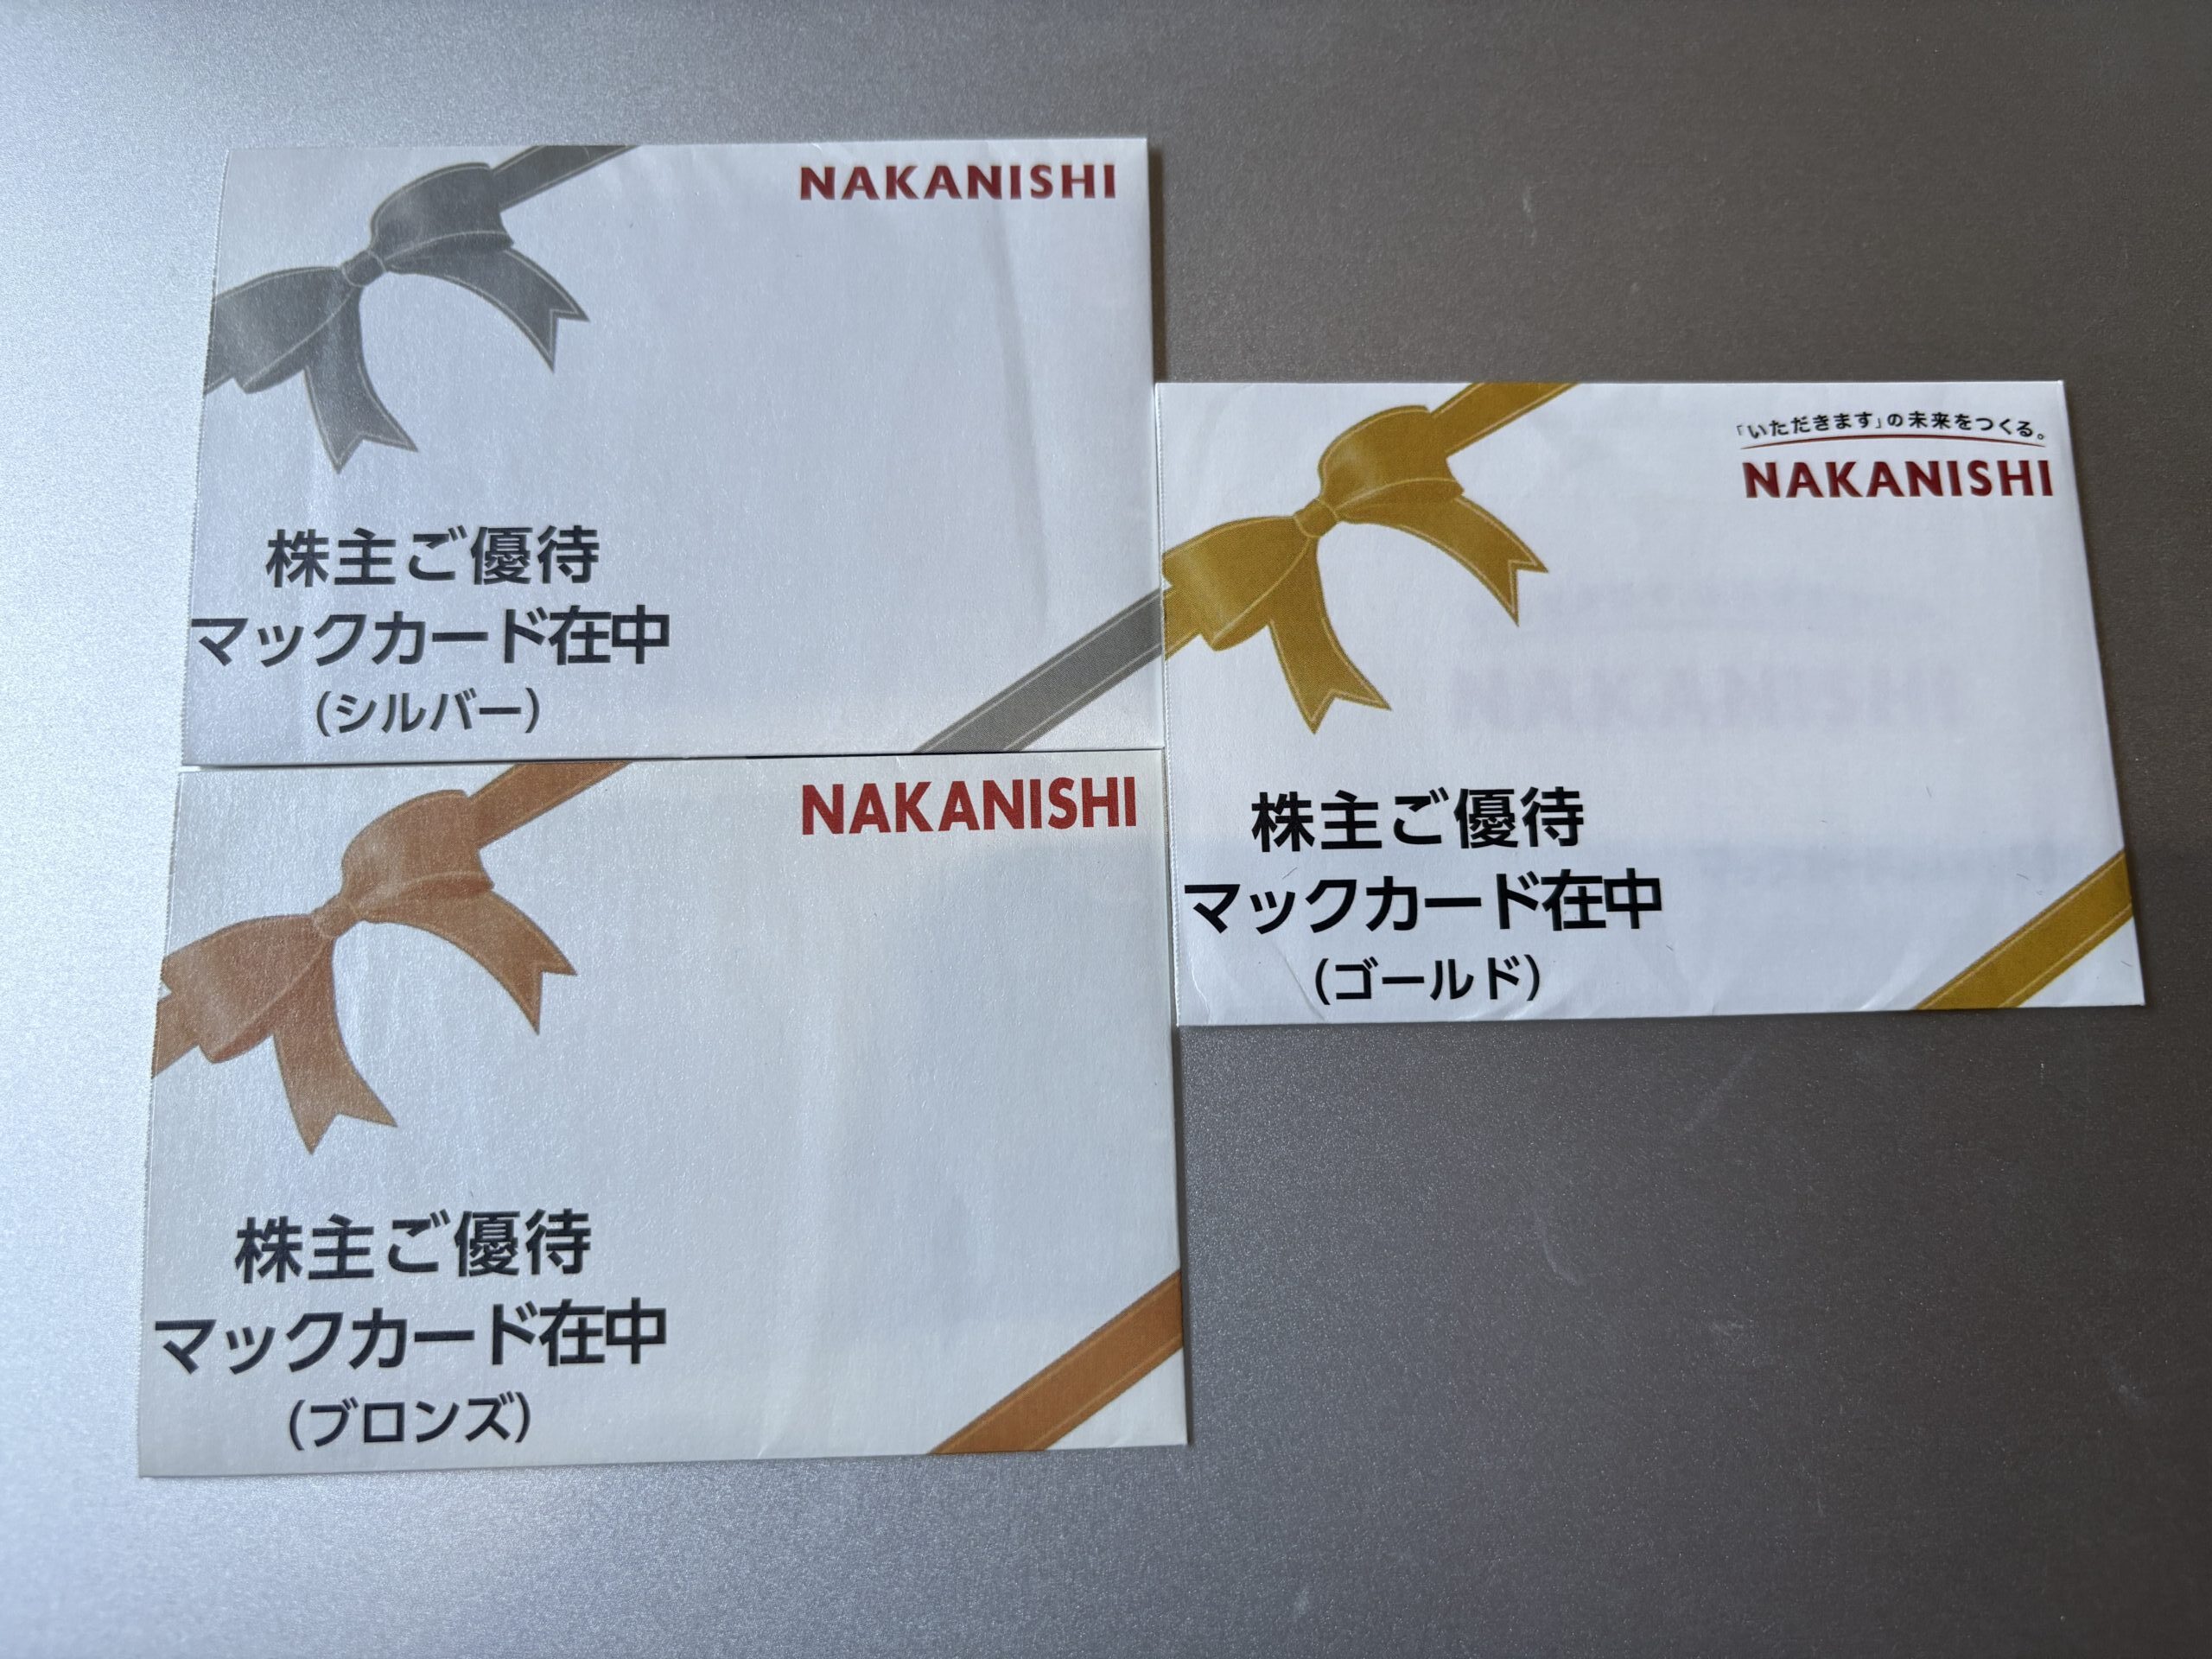 NAKANISHI
株主ご優待
マックカード在中
(シルバー)
NAKANISHI
株主ご優待
マックカード在中
(ブロンズ)
「いただきます」の未来をつくる。
NAKANISHI
株主ご優待
マックカード在中
(ゴールド)